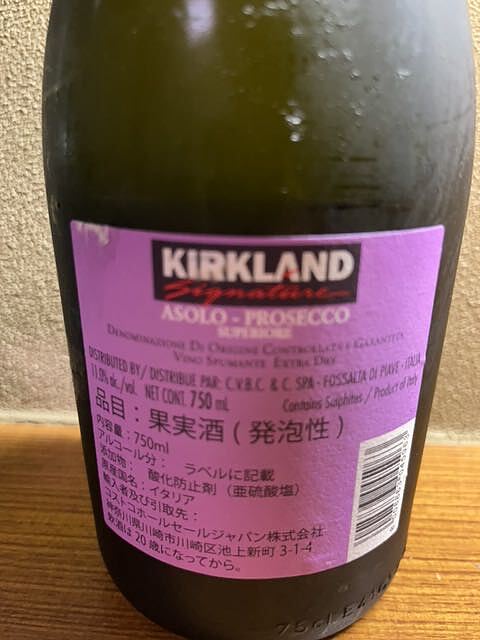 KIRKLAND
Signature
ASOLO - PROSECCO
SUPERIORE
DENOMINAZIONE DI ORIGINE CONTROLLATA E GARANTITA
VINO SPUMANTE EXTRA DRY
DISTRIBUTED BY / DISTRIBUE PAR: C.V.B.C. & C. SPA - FOSSALTA DI PIAVE - ITALIA
11.0% alc./vol. NET CONT. 750 mL Contains Sulphites / Product of Italy
品目：果実酒(発泡性)
内容量：750ml
アルコール分： ラベルに記載
添加物： 酸化防止剤（亜硫酸塩）
原産国名：イタリア
輸入者及び引取先：
コストコホールセールジャパン株式会社
神奈川県川崎市川崎区池上新町 3-1-4
飲酒は20歳になってから。